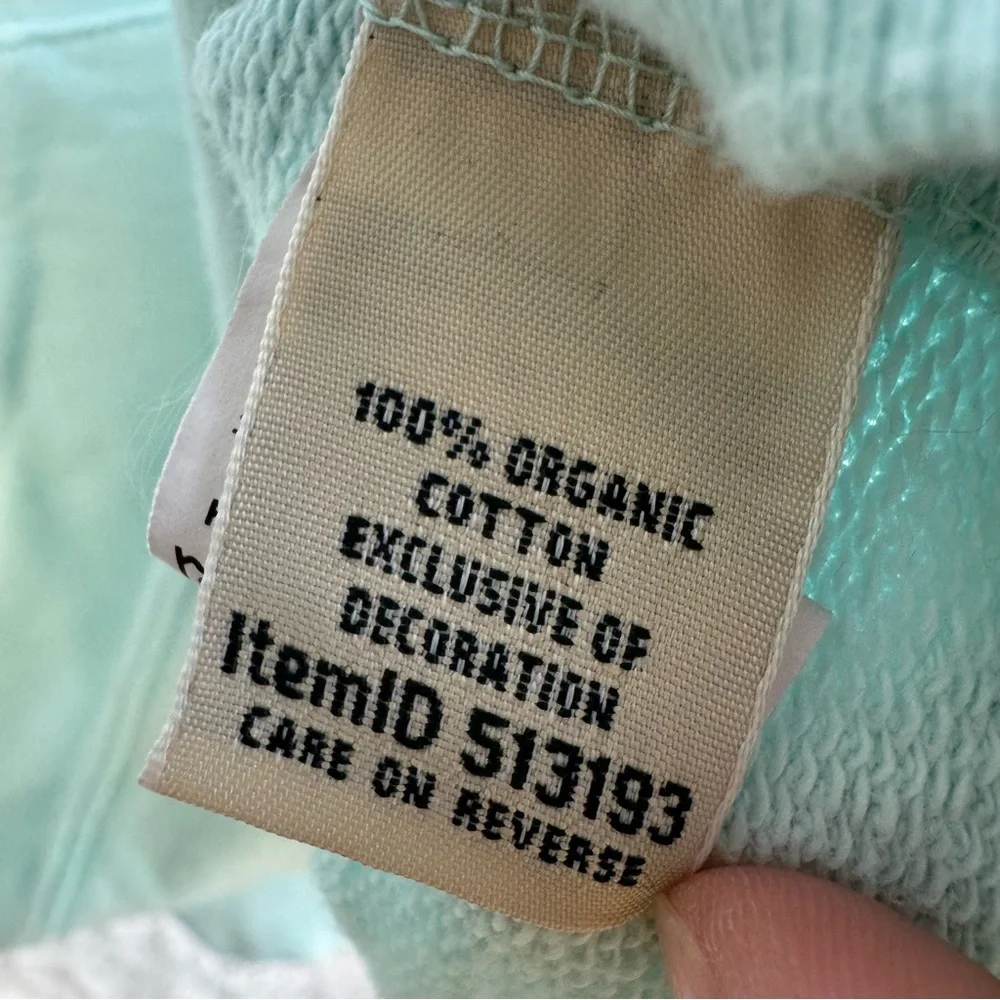 100% ORGANIC
COTTON
EXCLUSIVE OF
DECORATION
ItemID 513193
CARE ON REVERSE